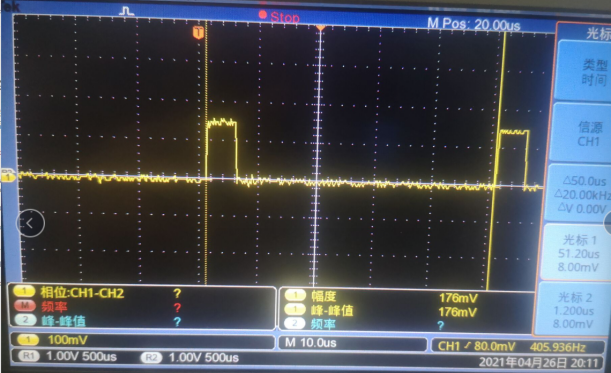 ek
Stop
M Pos: 20.00us
T
光标
类型
时间
信源
CH1
△50.0us
△20.00kHz
△V 0.00V
光标 1
51.20us
8.00mV
光标 2
1.200us
8.00mV
1
1 相位:CH1-CH2 ?
M 频率 ?
2 峰-峰值 ?
1 幅度 176mV
1 峰-峰值 176mV
2 频率 ?
1 100mV
M 10.0us
CH1 80.0mV 405.936Hz
R1 1.00V 500us R2 1.00V 500us
2021年04月26日 20:11